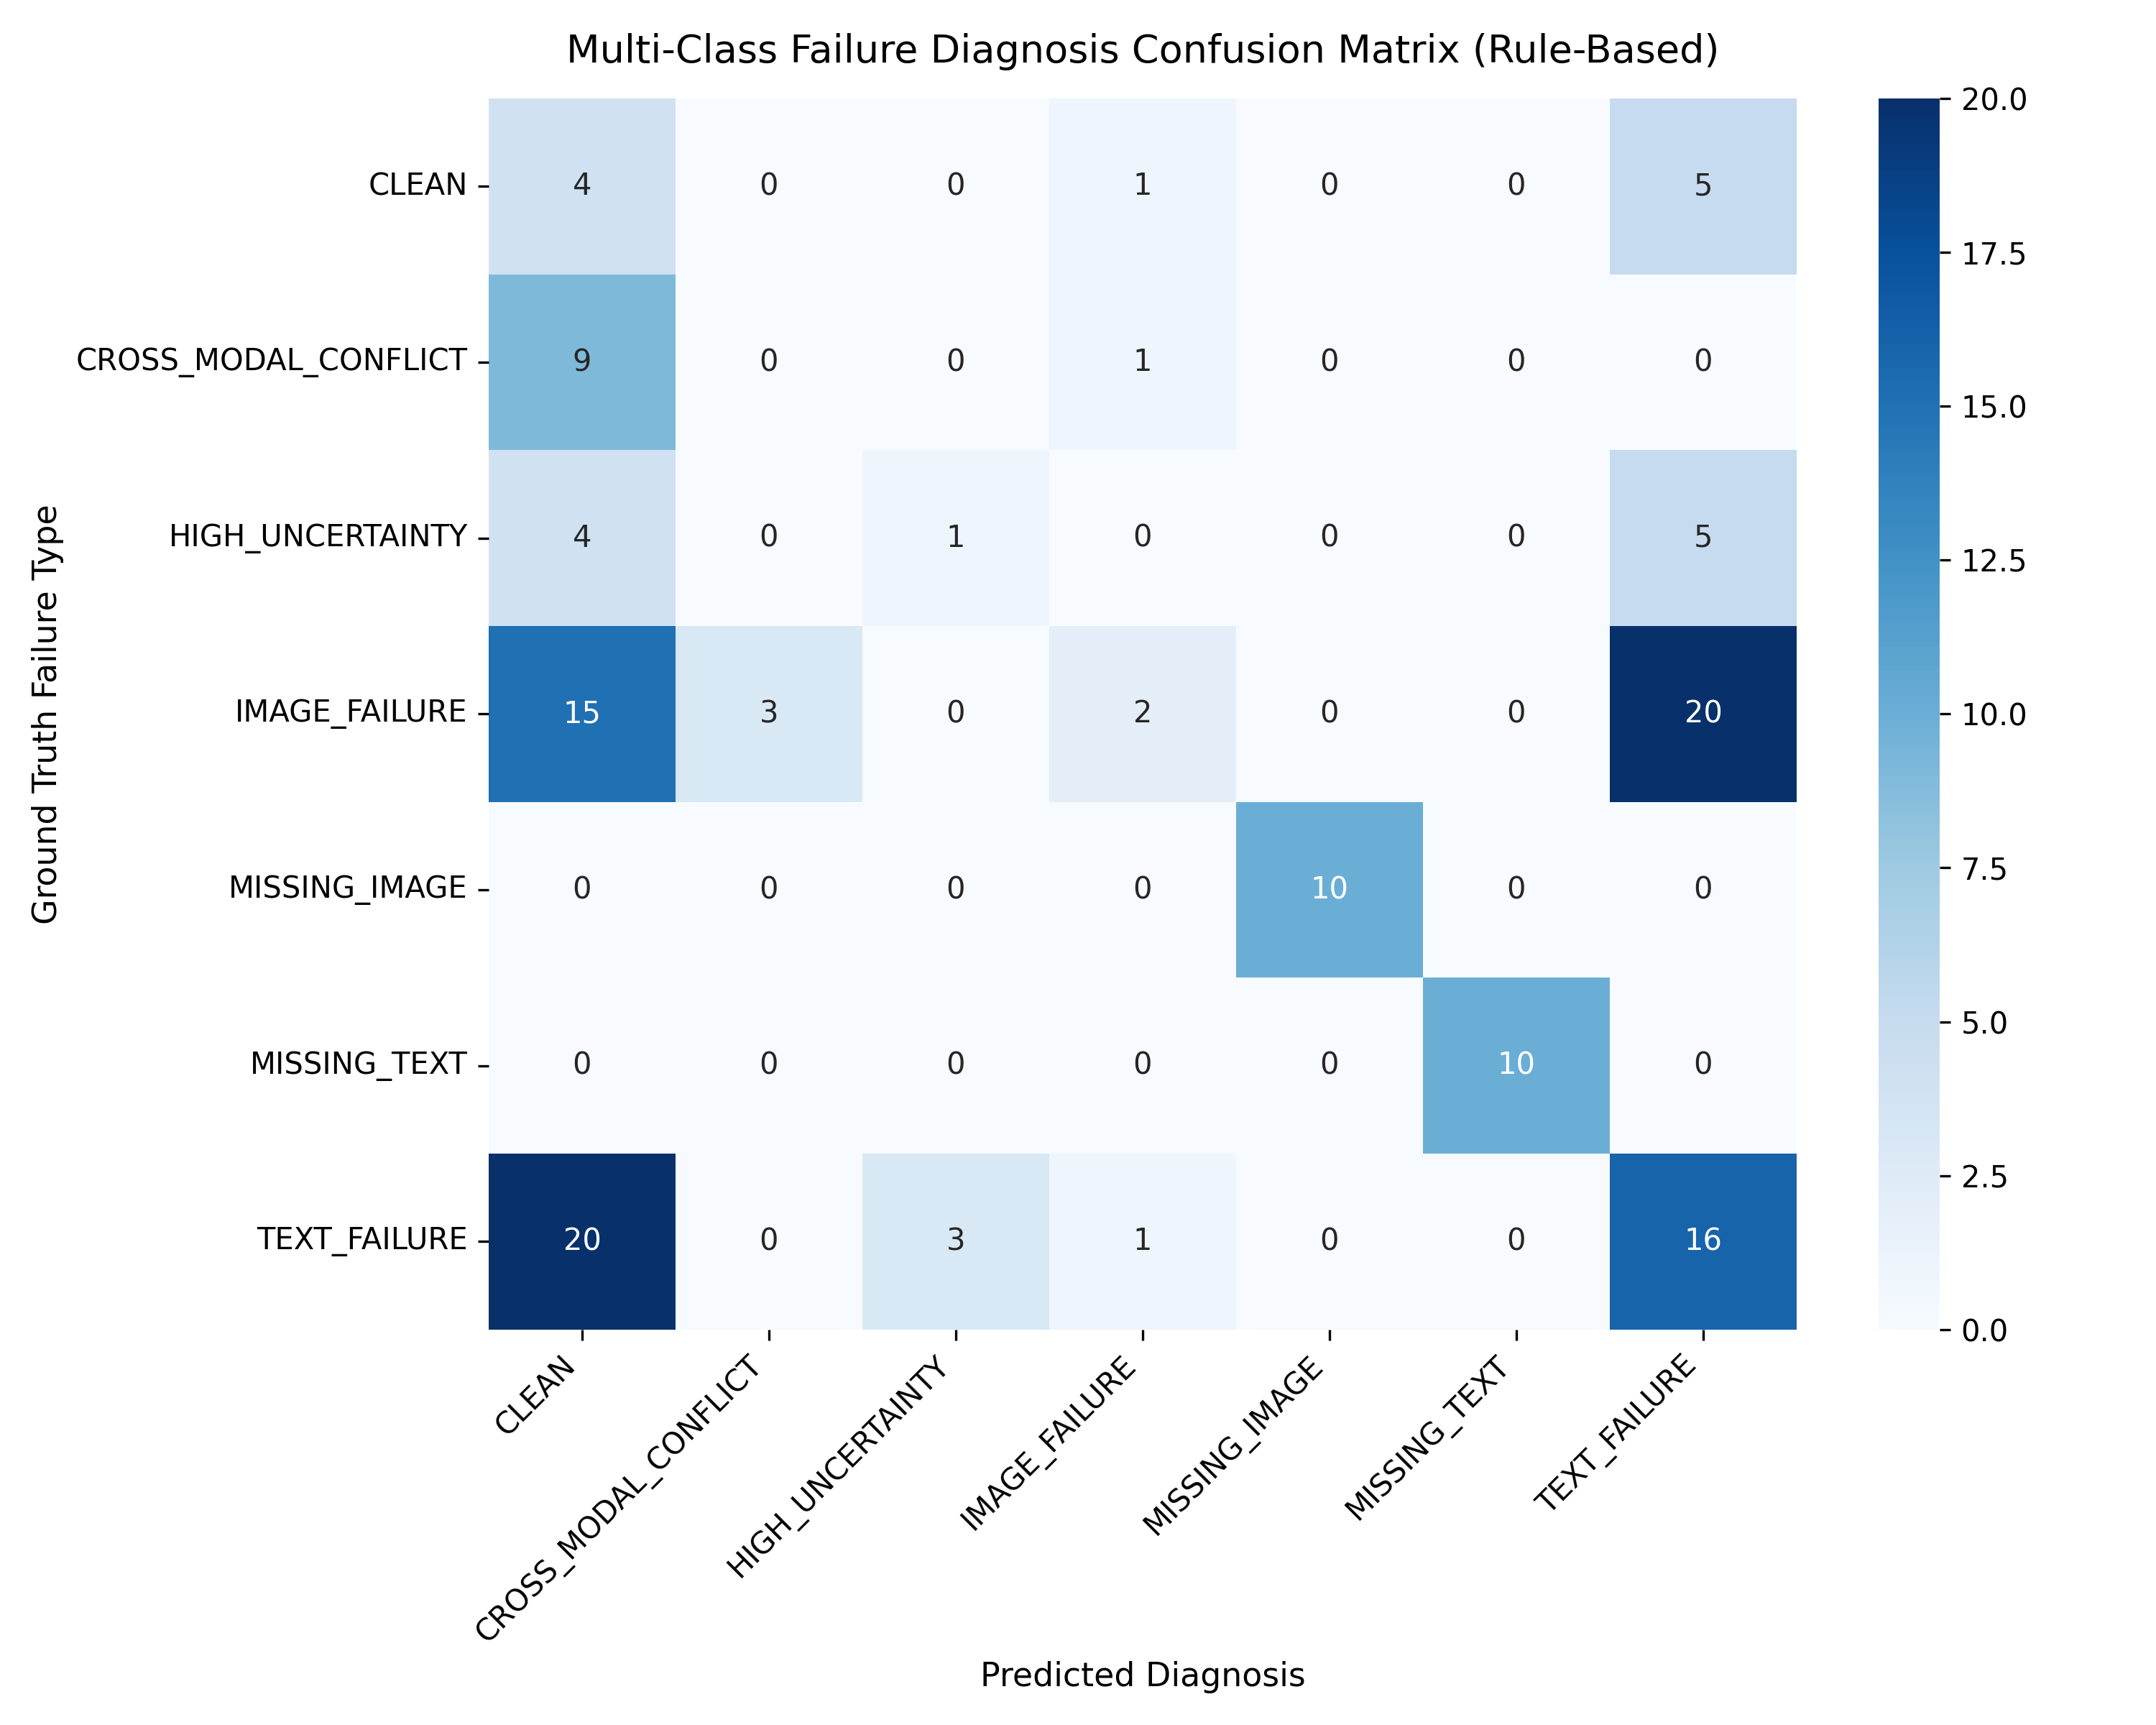 Multi-Class Failure Diagnosis Confusion Matrix (Rule-Based)
Ground Truth Failure Type
CLEAN 4 0 0 1 0 0 5
CROSS_MODAL_CONFLICT 9 0 0 1 0 0 0
HIGH_UNCERTAINTY 4 0 1 0 0 0 5
IMAGE_FAILURE 15 3 0 2 0 0 20
MISSING_IMAGE 0 0 0 0 10 0 0
MISSING_TEXT 0 0 0 0 0 10 0
TEXT_FAILURE 20 0 3 1 0 0 16
CLEAN
CROSS_MODAL_CONFLICT
HIGH_UNCERTAINTY
IMAGE_FAILURE
MISSING_IMAGE
MISSING_TEXT
TEXT_FAILURE
Predicted Diagnosis
20.0
17.5
15.0
12.5
10.0
7.5
5.0
2.5
0.0